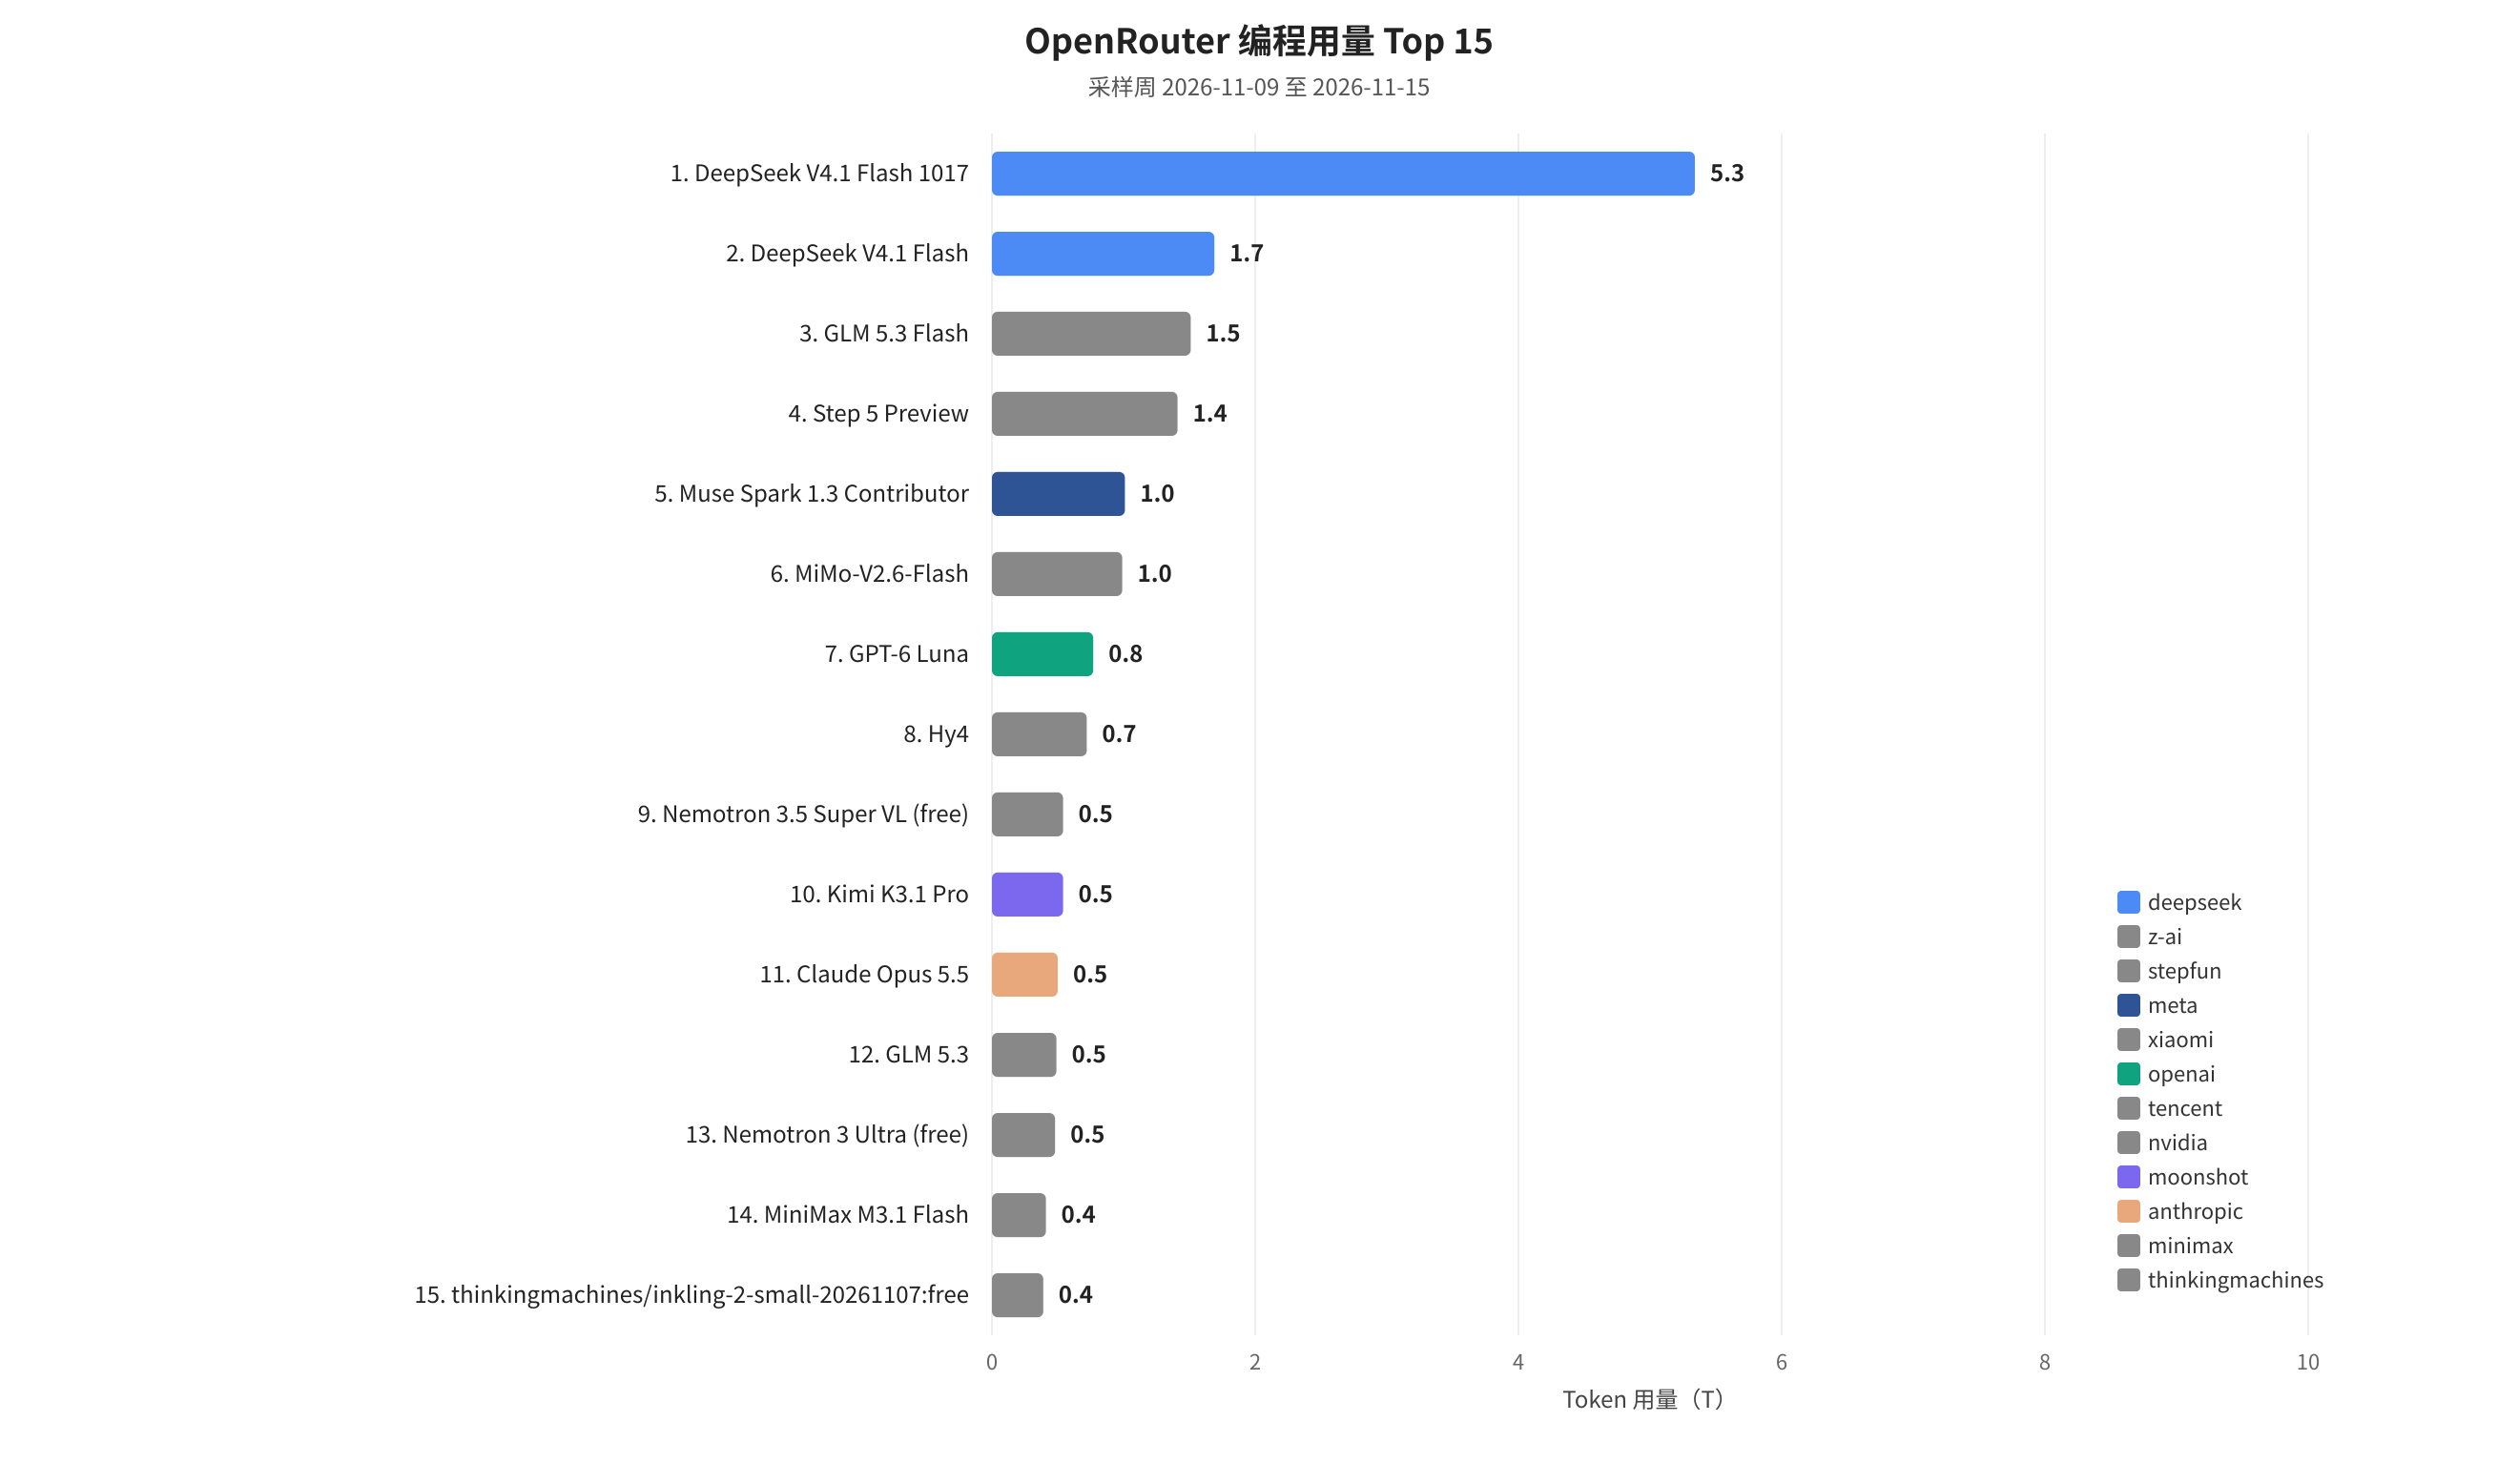 OpenRouter 编程用量 Top 15
采样周 2026-11-09 至 2026-11-15
1. DeepSeek V4.1 Flash 1017 5.3
2. DeepSeek V4.1 Flash 1.7
3. GLM 5.3 Flash 1.5
4. Step 5 Preview 1.4
5. Muse Spark 1.3 Contributor 1.0
6. MiMo-V2.6-Flash 1.0
7. GPT-6 Luna 0.8
8. Hy4 0.7
9. Nemotron 3.5 Super VL (free) 0.5
10. Kimi K3.1 Pro 0.5
11. Claude Opus 5.5 0.5
12. GLM 5.3 0.5
13. Nemotron 3 Ultra (free) 0.5
14. MiniMax M3.1 Flash 0.4
15. thinkingmachines/inkling-2-small-20261107:free 0.4
deepseek
z-ai
stepfun
meta
xiaomi
openai
tencent
nvidia
moonshot
anthropic
minimax
thinkingmachines
0 2 4 6 8 10
Token 用量（T）